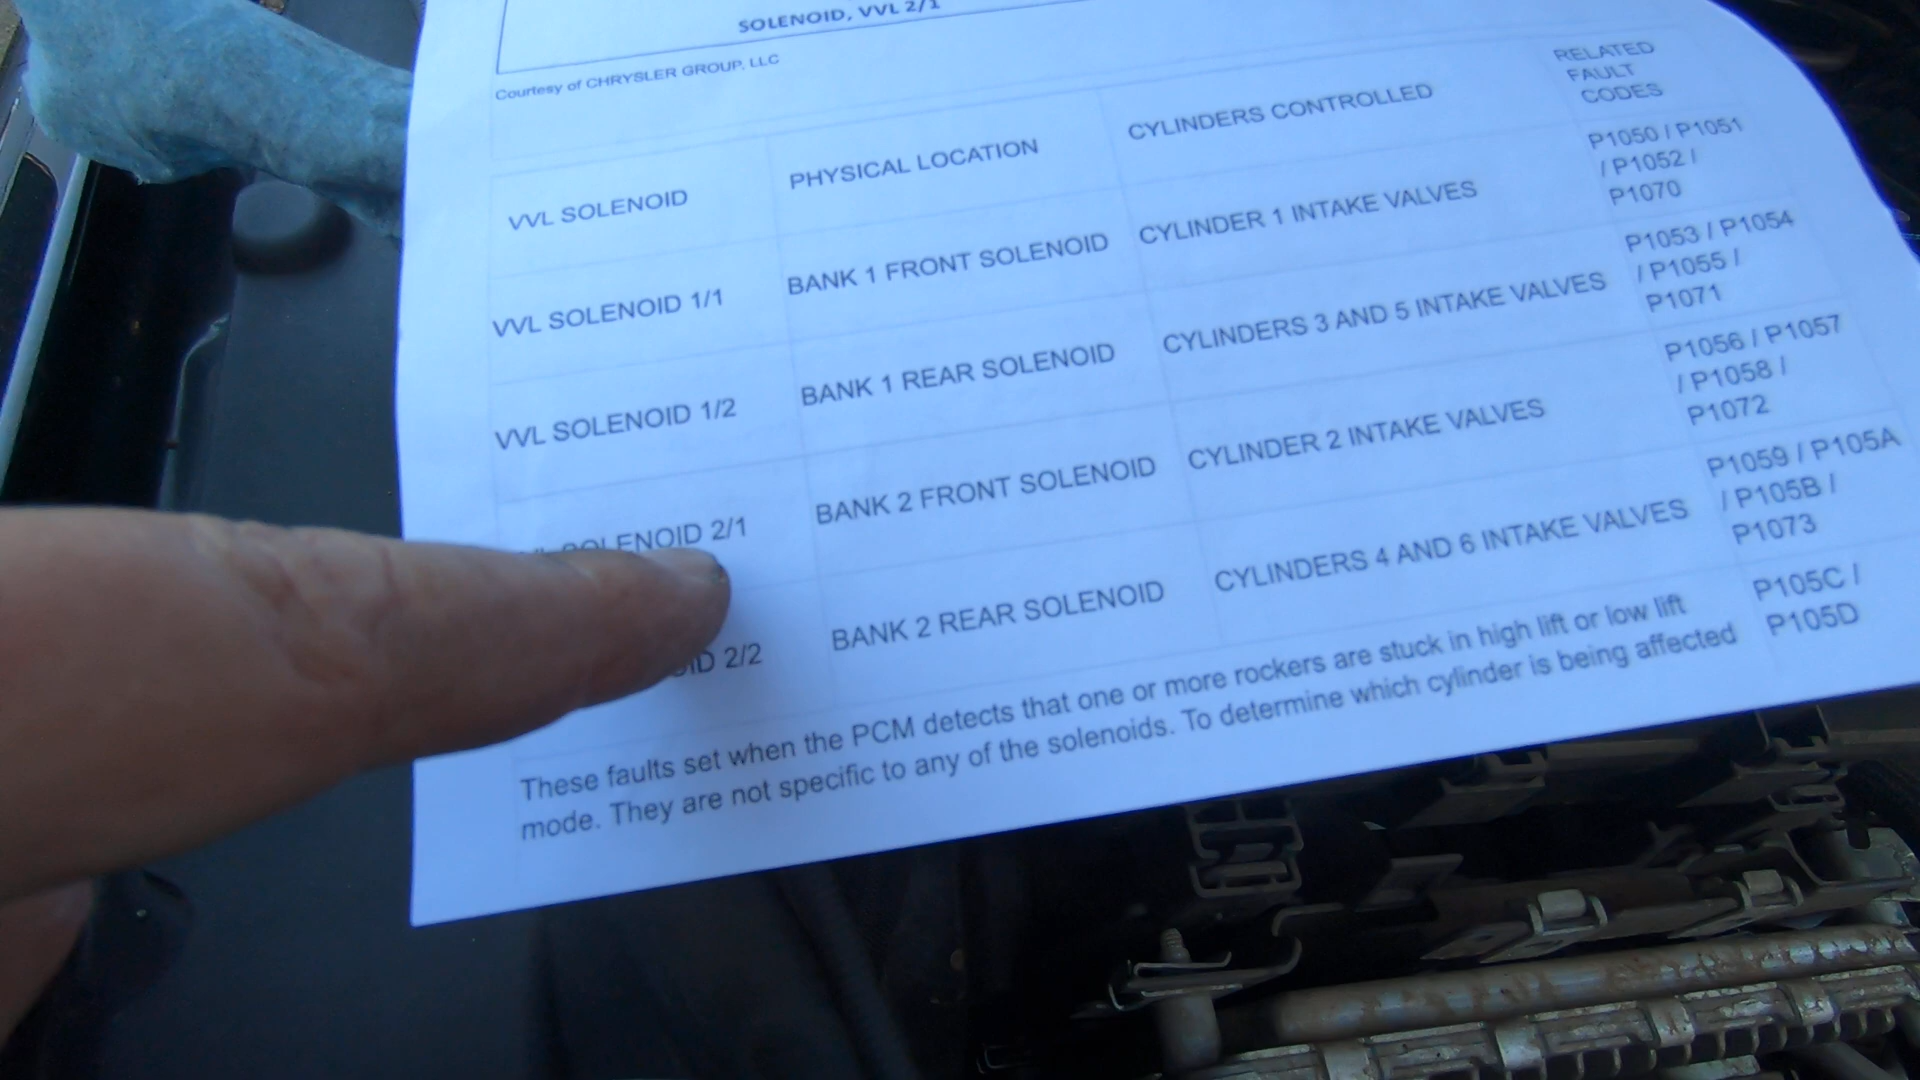 SOLENOID, VVL 2/1
Courtesy of CHRYSLER GROUP, LLC
VVL SOLENOID
PHYSICAL LOCATION
CYLINDERS CONTROLLED
RELATED
FAULT
CODES
VVL SOLENOID 1/1
BANK 1 FRONT SOLENOID
CYLINDER 1 INTAKE VALVES
P1050 / P1051
/ P1052 /
P1070
VVL SOLENOID 1/2
BANK 1 REAR SOLENOID
CYLINDERS 3 AND 5 INTAKE VALVES
P1053 / P1054
/ P1055 /
P1071
SOLENOID 2/1
BANK 2 FRONT SOLENOID
CYLINDER 2 INTAKE VALVES
P1056 / P1057
/ P1058 /
P1072
2/2
BANK 2 REAR SOLENOID
CYLINDERS 4 AND 6 INTAKE VALVES
P1059 / P105A
/ P105B /
P1073
These faults set when the PCM detects that one or more rockers are stuck in high lift or low lift
mode. They are not specific to any of the solenoids. To determine which cylinder is being affected
P105C /
P105D